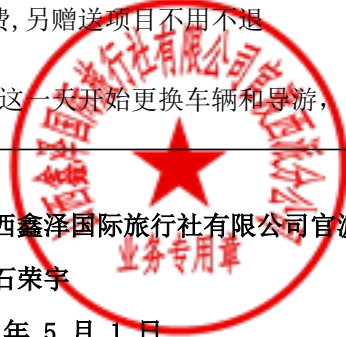 费,另赠送项目不用不退
这一天开始更换车辆和导游,
西鑫泽国际旅行社有限公司官渡
业务专用章
石荣宇
年 5 月 1 日